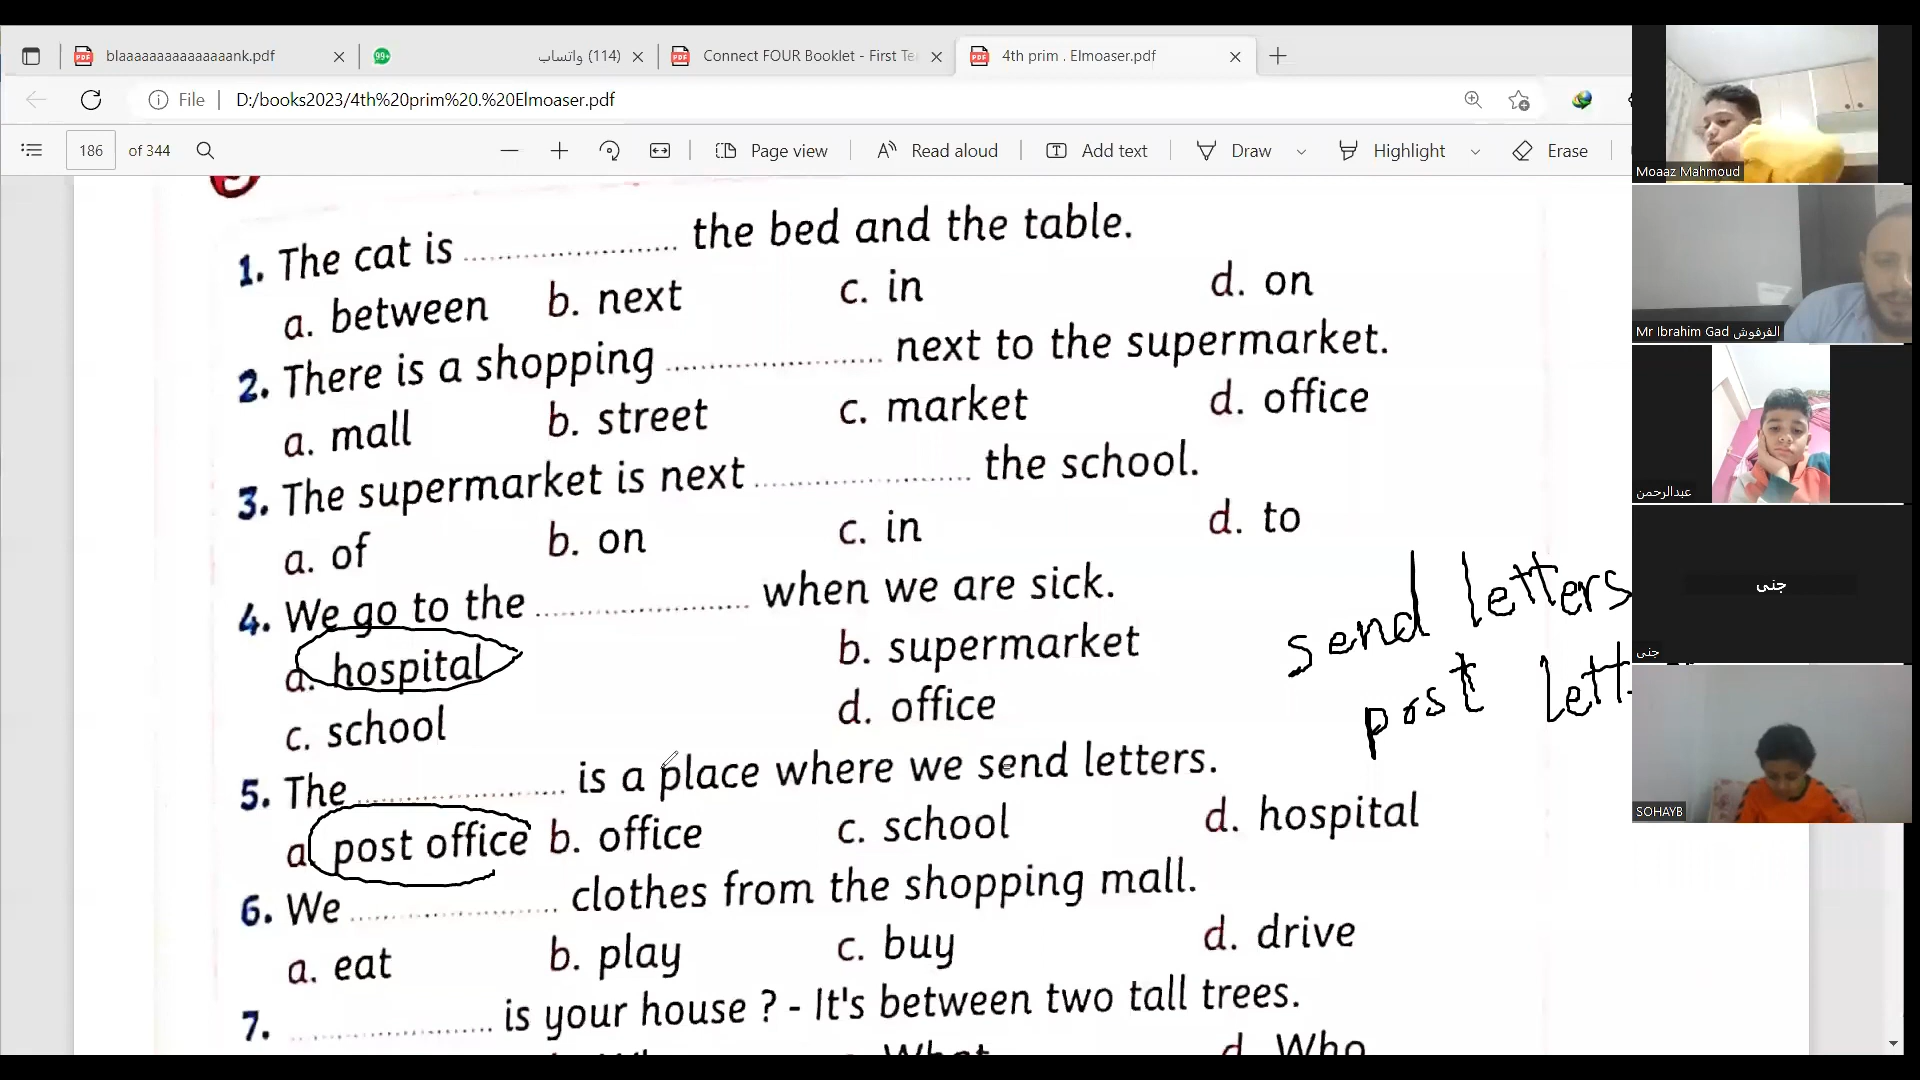 blaaaaaaaaaaaaaaaank.pdf
99+
(114) واتساب
Connect FOUR Booklet - First Te
4th prim . Elmoaser.pdf
File D:/books2023/4th%20prim%20.%20Elmoaser.pdf
186 of 344 Page view Read aloud Add text Draw Highlight Erase
1. The cat is .................... the bed and the table.
a. between b. next c. in d. on
2. There is a shopping .................... next to the supermarket.
a. mall b. street c. market d. office
3. The supermarket is next .................... the school.
a. of b. on c. in d. to
4. We go to the .................... when we are sick.
a. hospital b. supermarket
c. school d. office
5. The .................... is a place where we send letters.
a post office b. office c. school d. hospital
6. We .................... clothes from the shopping mall.
a. eat b. play c. buy d. drive
7. .................... is your house ? - It's between two tall trees.
What d. Who
send letters
post lett
Moaaz Mahmoud
Mr Ibrahim Gad الفرفوش
عبدالرحمن
جنى
جنى
SOHAYB